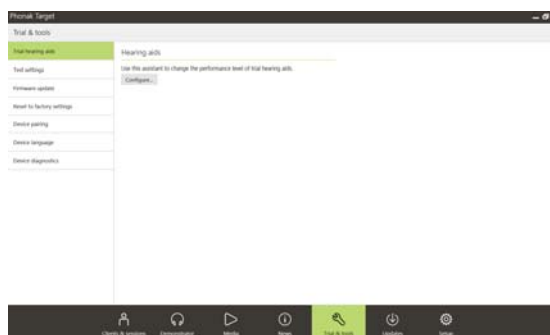 Phonak Target
Trial & tools
Trial hearing aids
Hearing aids
Use this assistant to change the performance level of trial hearing aids.
Configure...
Test settings
Firmware update
Reset to factory settings
Device pairing
Device language
Device diagnostics
Clients & sessions
Demonstrator
Media
News
Trial & tools
Updates
Setup